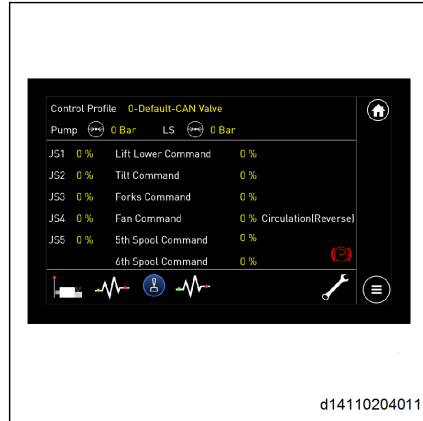 Control Profile 0-Default-CAN Valve
Pump 0 Bar LS 0 Bar
JS1 0 % Lift Lower Command 0 %
JS2 0 % Tilt Command 0 %
JS3 0 % Forks Command 0 %
JS4 0 % Fan Command 0 % Circulation(Reverse)
JS5 0 % 5th Spool Command 0 %
6th Spool Command 0 %
(P)
d14110204011